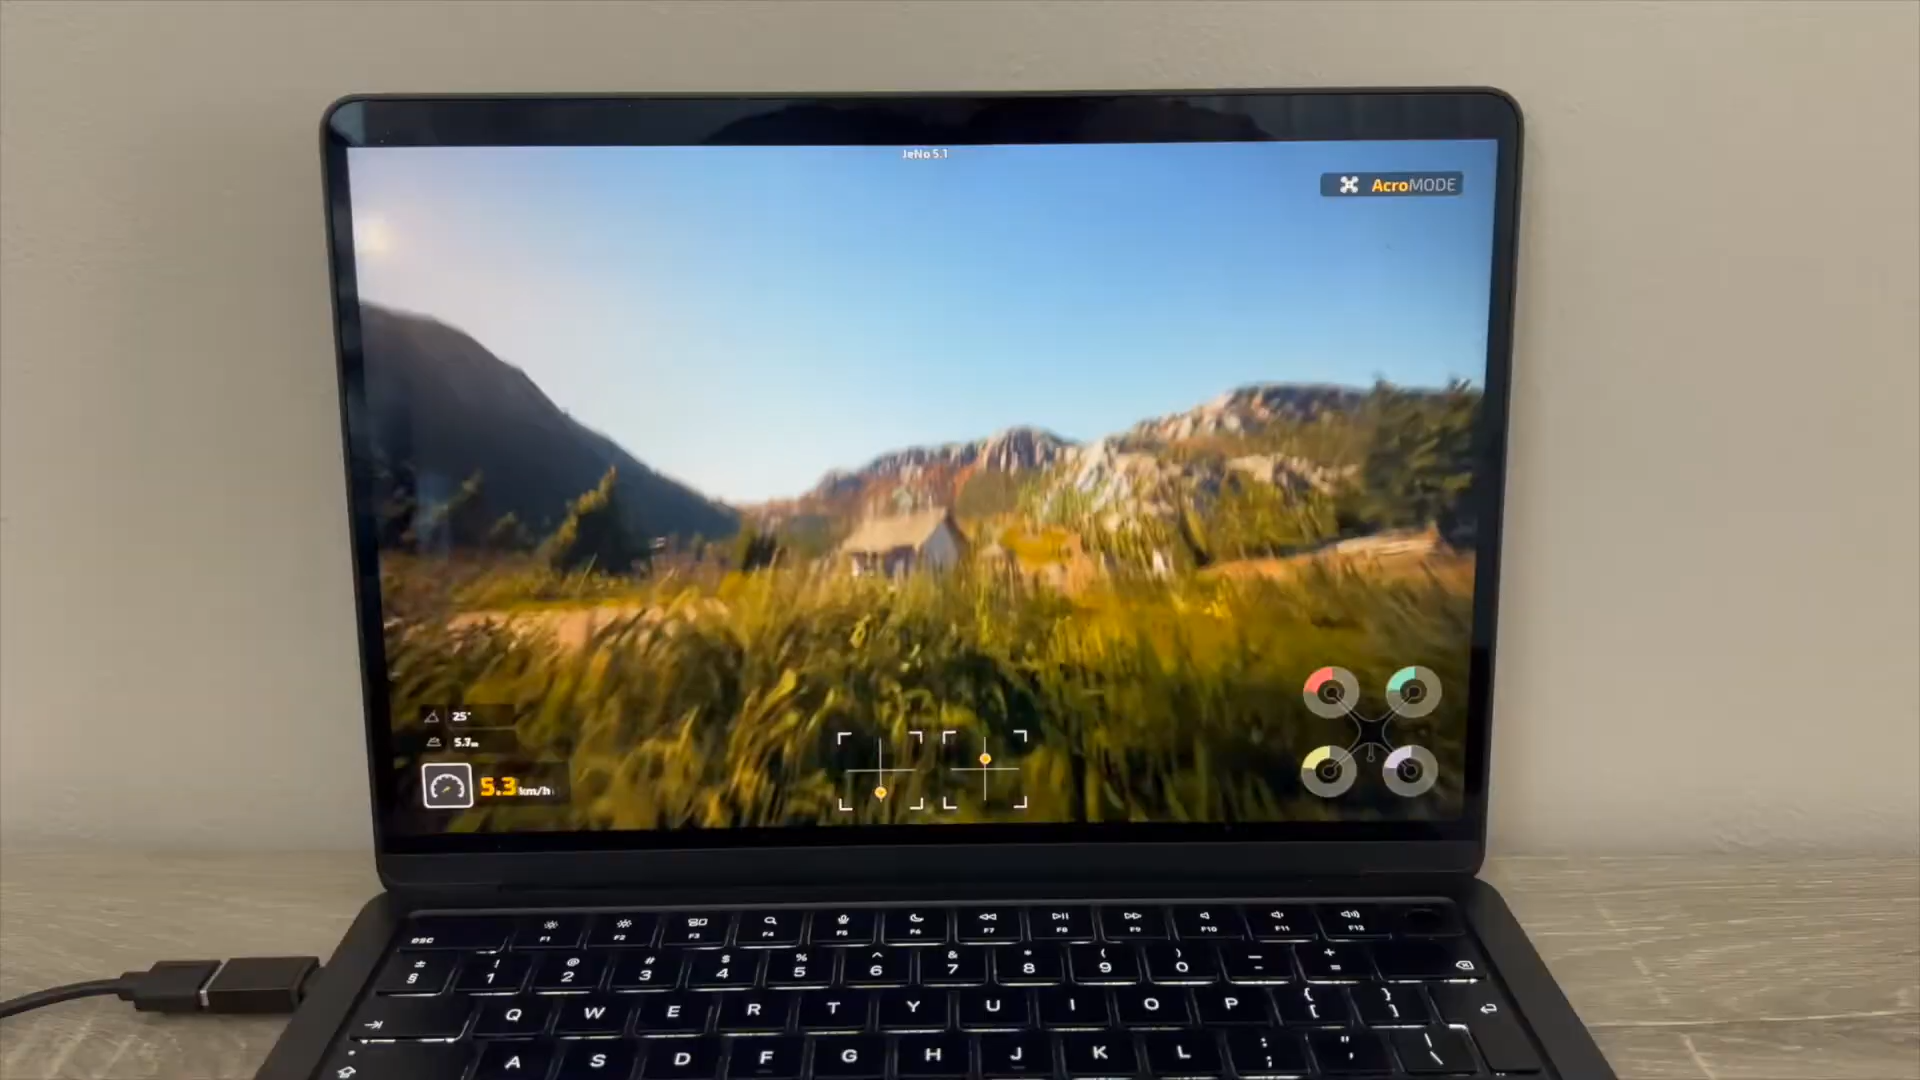 JeNo 5.1
AcroMODE
25°
5.7m
5.3 km/h
esc F1 F2 F3 F4 F5 F6 F7 F8 F9 F10 F11 F12
± ! @ # $ % ^ & * ( ) _ +
§ 1 2 3 4 5 6 7 8 9 0 - =
Q W E R T Y U I O P { [ } ]
A S D F G H J K L : ; " ' | \